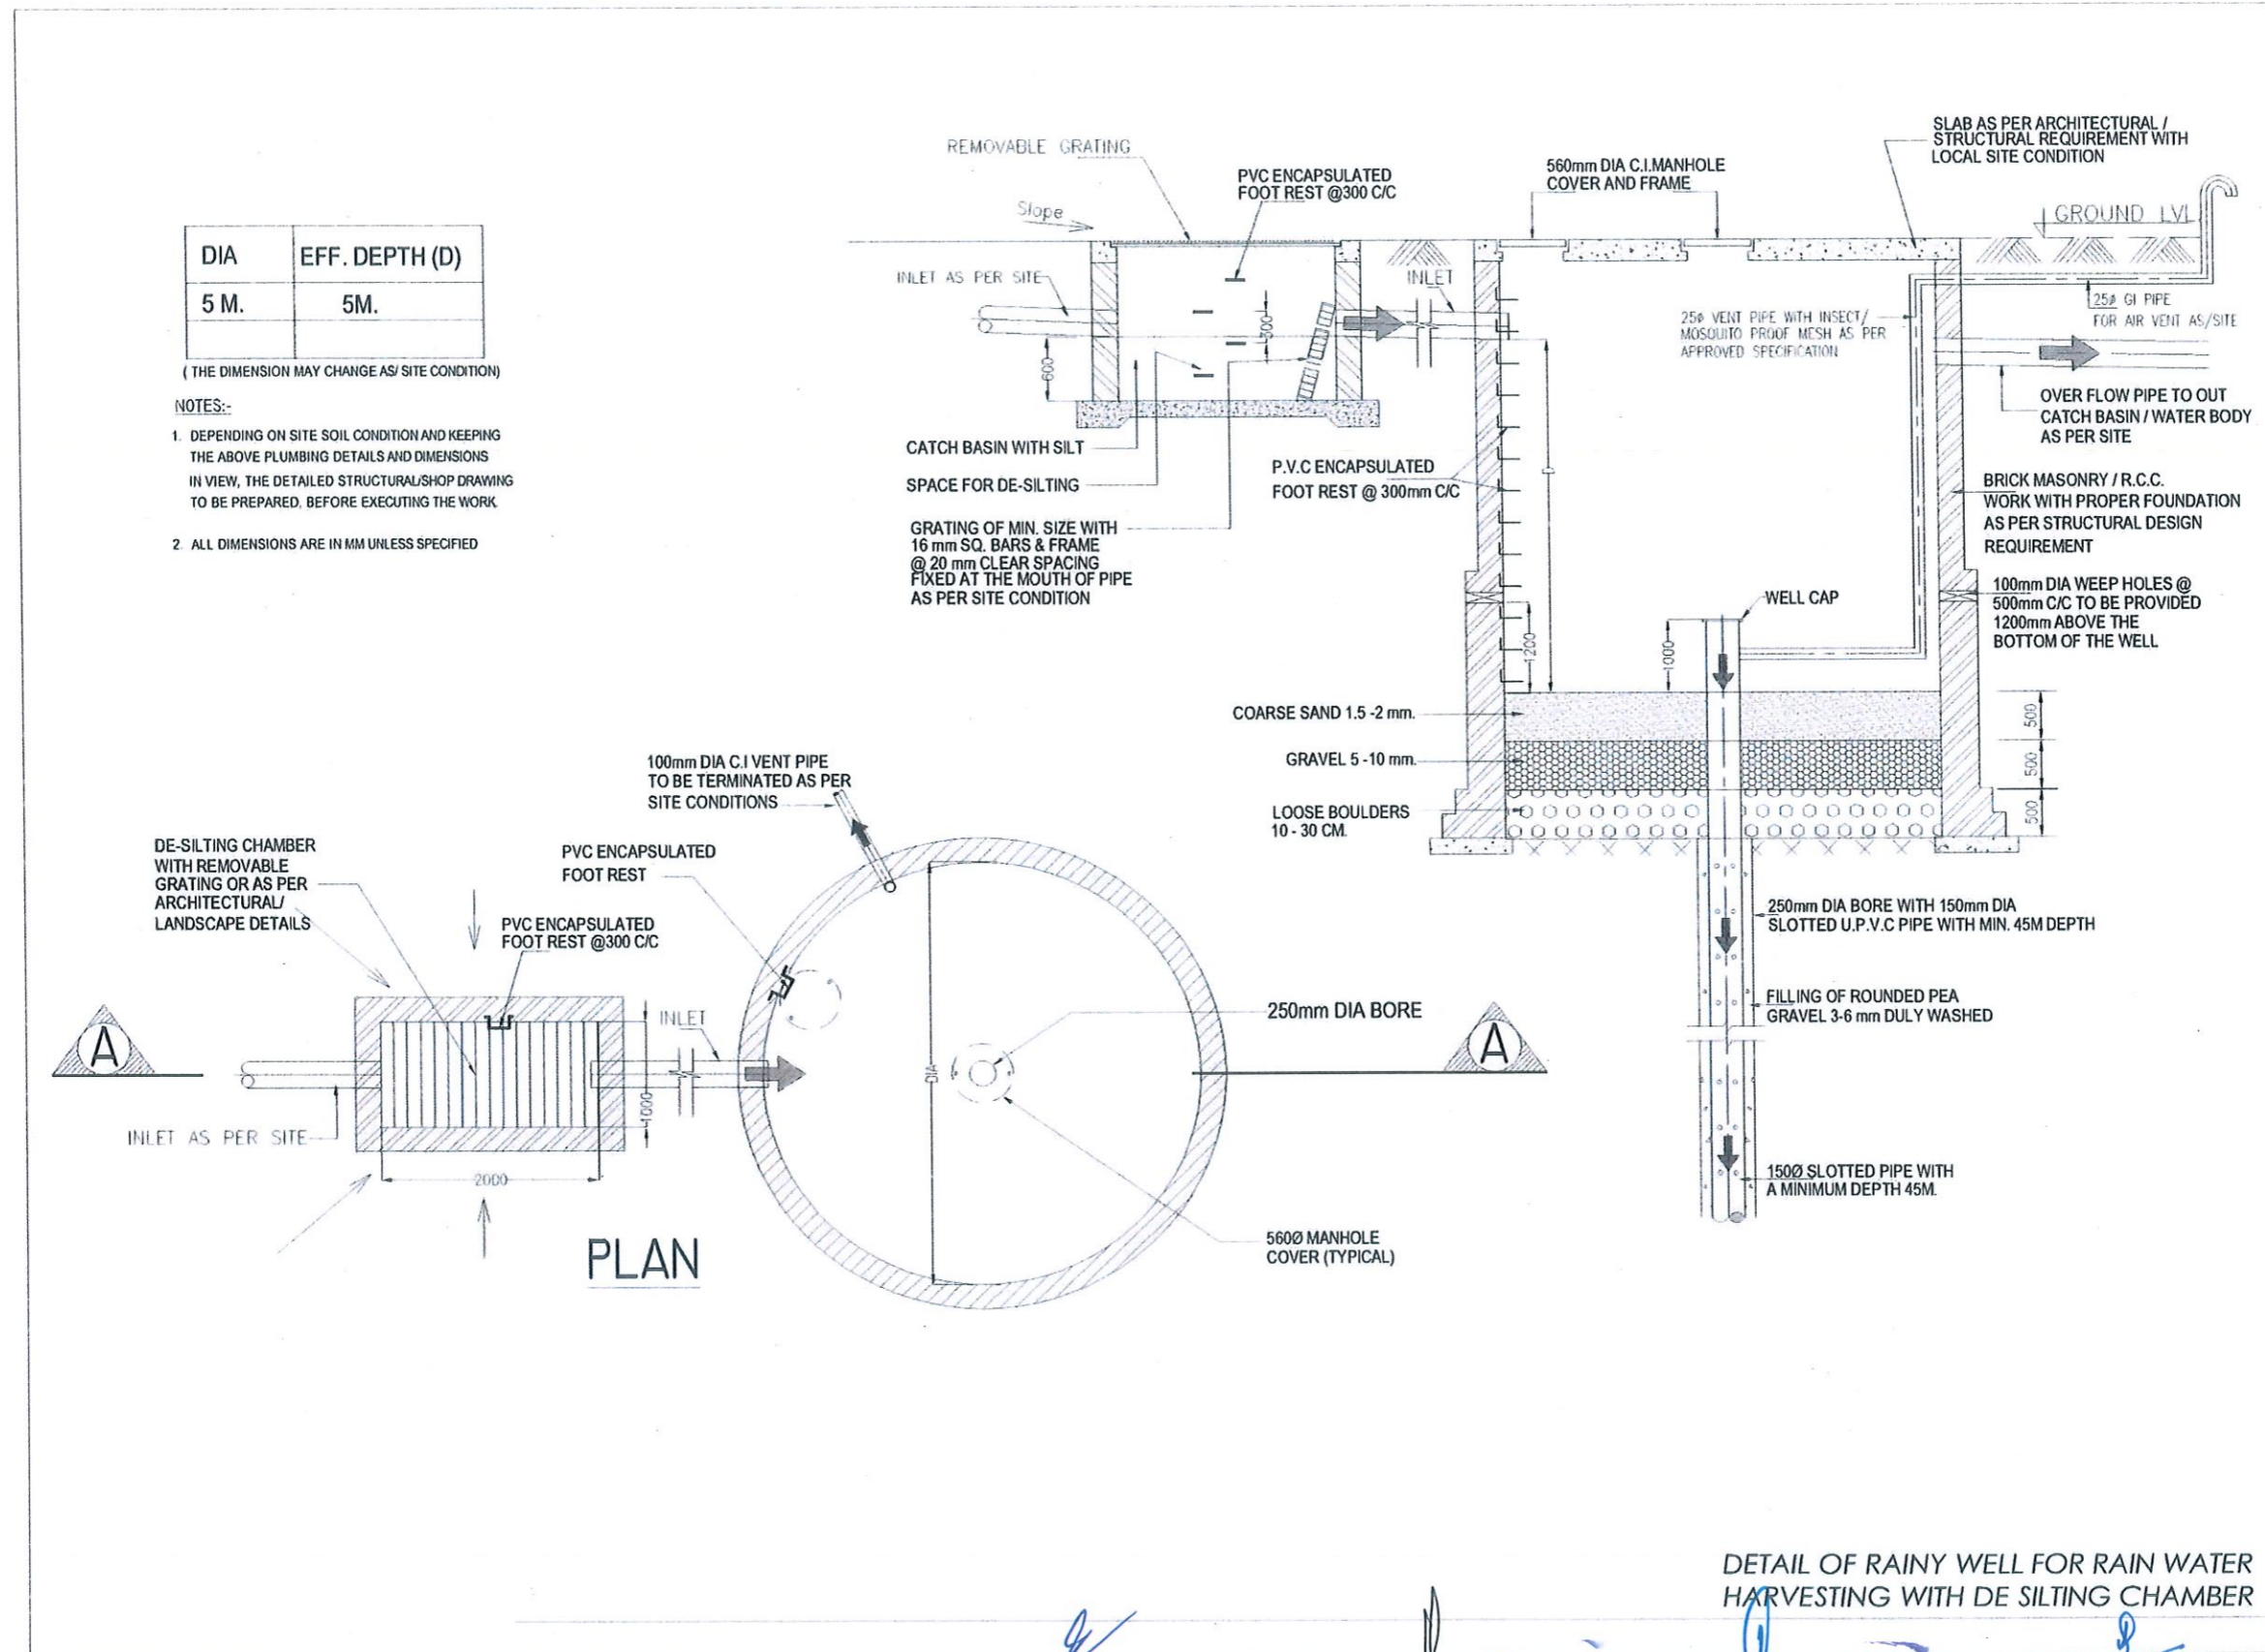 DIA EFF. DEPTH (D)
5 M. 5M.
( THE DIMENSION MAY CHANGE AS/ SITE CONDITION)
NOTES:-
1. DEPENDING ON SITE SOIL CONDITION AND KEEPING
THE ABOVE PLUMBING DETAILS AND DIMENSIONS
IN VIEW, THE DETAILED STRUCTURAL/SHOP DRAWING
TO BE PREPARED, BEFORE EXECUTING THE WORK.
2. ALL DIMENSIONS ARE IN MM UNLESS SPECIFIED
REMOVABLE GRATING
Slope
PVC ENCAPSULATED
FOOT REST @300 C/C
560mm DIA C.I.MANHOLE
COVER AND FRAME
SLAB AS PER ARCHITECTURAL /
STRUCTURAL REQUIREMENT WITH
LOCAL SITE CONDITION
GROUND LVL
INLET AS PER SITE
INLET
600
25ø VENT PIPE WITH INSECT/
MOSQUITO PROOF MESH AS PER
APPROVED SPECIFICATION
25ø GI PIPE
FOR AIR VENT AS/SITE
OVER FLOW PIPE TO OUT
CATCH BASIN / WATER BODY
AS PER SITE
CATCH BASIN WITH SILT
SPACE FOR DE-SILTING
GRATING OF MIN. SIZE WITH
16 mm SQ. BARS & FRAME
@ 20 mm CLEAR SPACING
FIXED AT THE MOUTH OF PIPE
AS PER SITE CONDITION
P.V.C ENCAPSULATED
FOOT REST @ 300mm C/C
D
BRICK MASONRY / R.C.C.
WORK WITH PROPER FOUNDATION
AS PER STRUCTURAL DESIGN
REQUIREMENT
100mm DIA WEEP HOLES @
500mm C/C TO BE PROVIDED
1200mm ABOVE THE
BOTTOM OF THE WELL
WELL CAP
1200
1000
COARSE SAND 1.5 -2 mm.
GRAVEL 5 -10 mm.
LOOSE BOULDERS
10 - 30 CM.
500
500
500
250mm DIA BORE WITH 150mm DIA
SLOTTED U.P.V.C PIPE WITH MIN. 45M DEPTH
FILLING OF ROUNDED PEA
GRAVEL 3-6 mm DULY WASHED
150Ø SLOTTED PIPE WITH
A MINIMUM DEPTH 45M.
100mm DIA C.I VENT PIPE
TO BE TERMINATED AS PER
SITE CONDITIONS
DE-SILTING CHAMBER
WITH REMOVABLE
GRATING OR AS PER
ARCHITECTURAL/
LANDSCAPE DETAILS
PVC ENCAPSULATED
FOOT REST
PVC ENCAPSULATED
FOOT REST @300 C/C
A
INLET
INLET AS PER SITE
1000
2000
DIA
250mm DIA BORE
A
560Ø MANHOLE
COVER (TYPICAL)
PLAN
DETAIL OF RAINY WELL FOR RAIN WATER
HARVESTING WITH DE SILTING CHAMBER